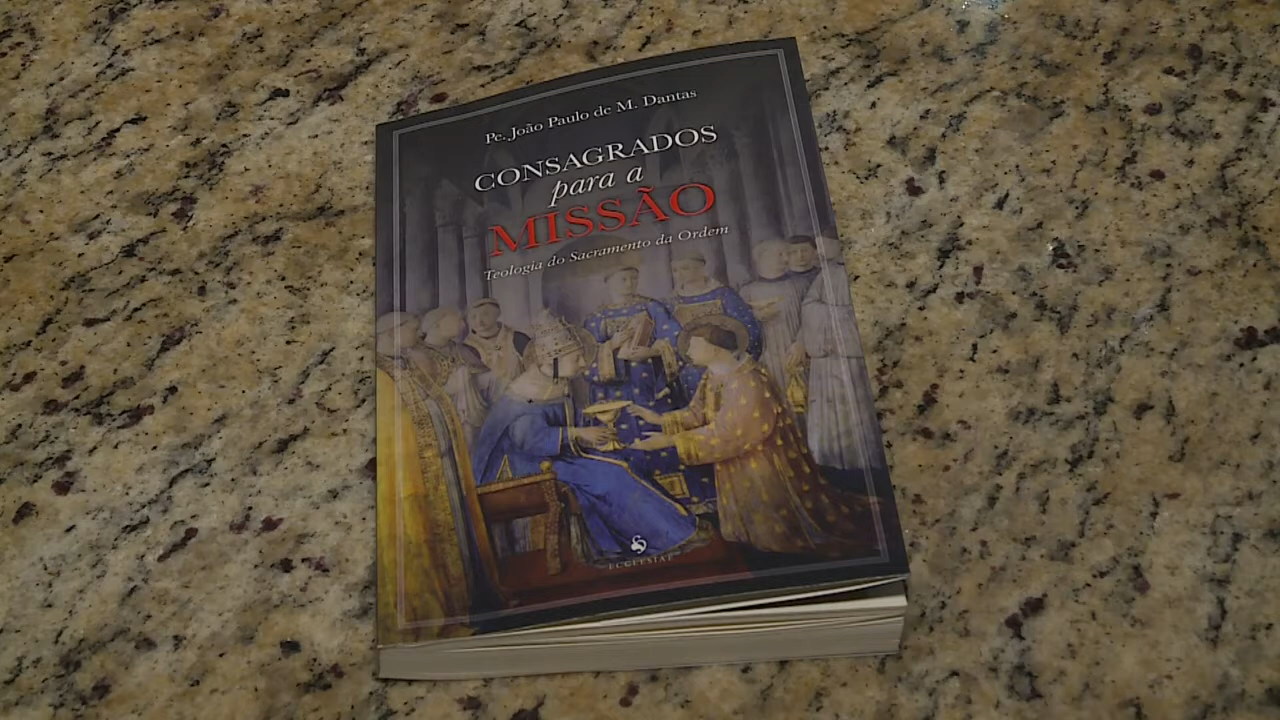 Pe. João Paulo de M. Dantas
CONSAGRADOS
para a
MISSÃO
Teologia do Sacramento da Ordem
ECCLESIAE